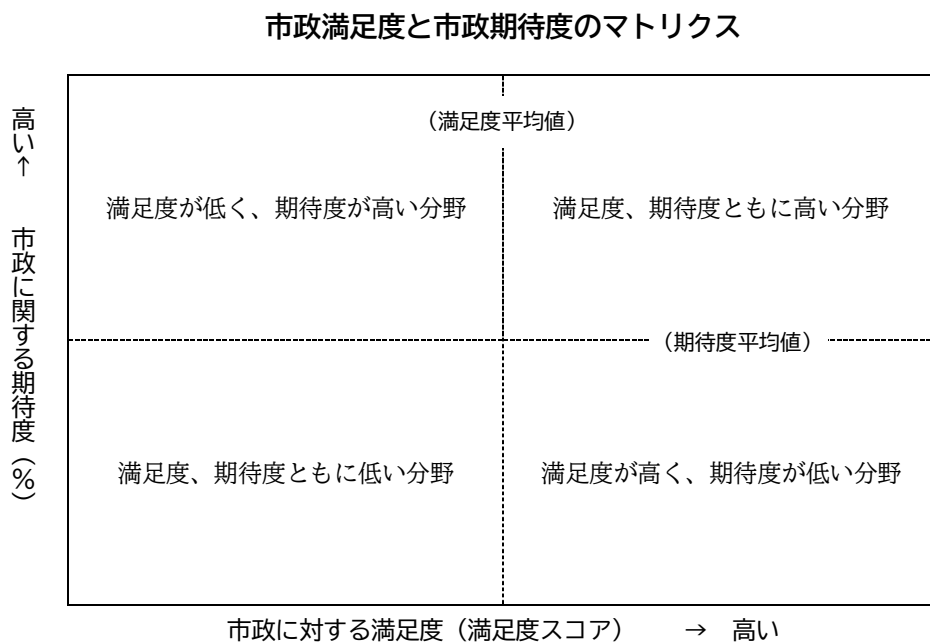 市政満足度と市政期待度のマトリクス
（満足度平均値）
満足度が低く、期待度が高い分野
満足度、期待度ともに高い分野
（期待度平均値）
満足度、期待度ともに低い分野
満足度が高く、期待度が低い分野
市政に関する期待度（％） 高い↑
市政に対する満足度（満足度スコア） → 高い